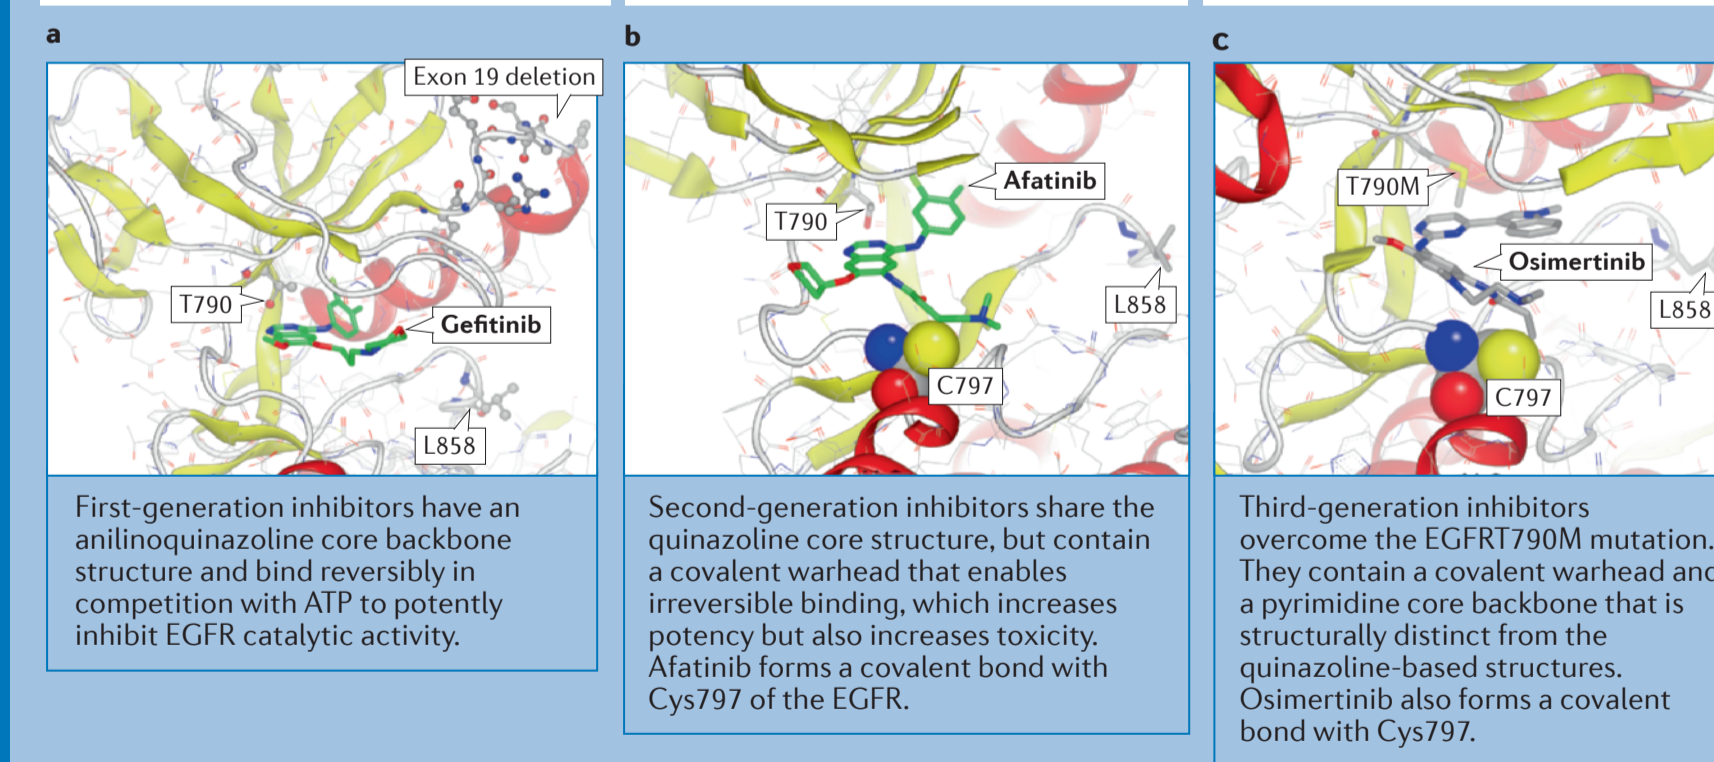 a
Exon 19 deletion
T790
Gefitinib
L858
First-generation inhibitors have an
anilinoquinazoline core backbone
structure and bind reversibly in
competition with ATP to potently
inhibit EGFR catalytic activity.
b
Afatinib
T790
L858
C797
Second-generation inhibitors share the
quinazoline core structure, but contain
a covalent warhead that enables
irreversible binding, which increases
potency but also increases toxicity.
Afatinib forms a covalent bond with
Cys797 of the EGFR.
c
T790M
Osimertinib
L858
C797
Third-generation inhibitors
overcome the EGFRT790M mutation.
They contain a covalent warhead and
a pyrimidine core backbone that is
structurally distinct from the
quinazoline-based structures.
Osimertinib also forms a covalent
bond with Cys797.